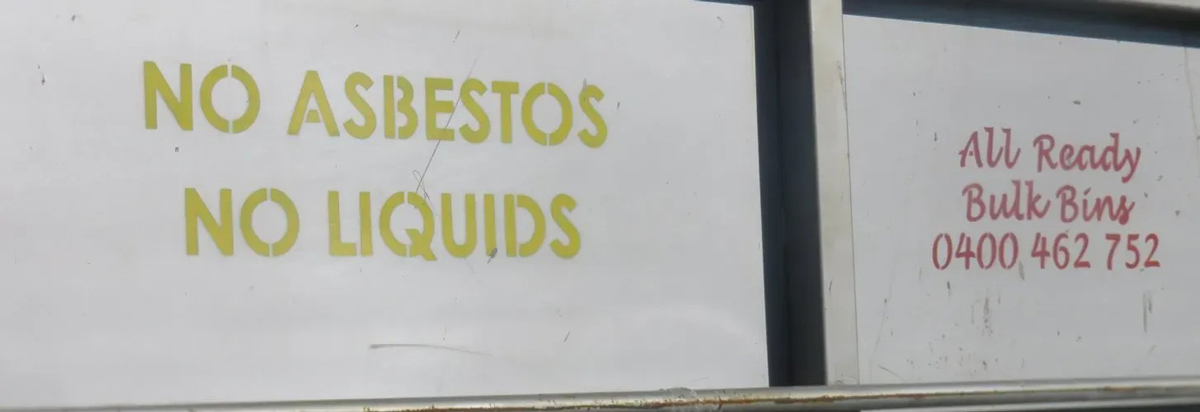 NO ASBESTOS
NO LIQUIDS
All Ready
Bulk Bins
0400 462 752